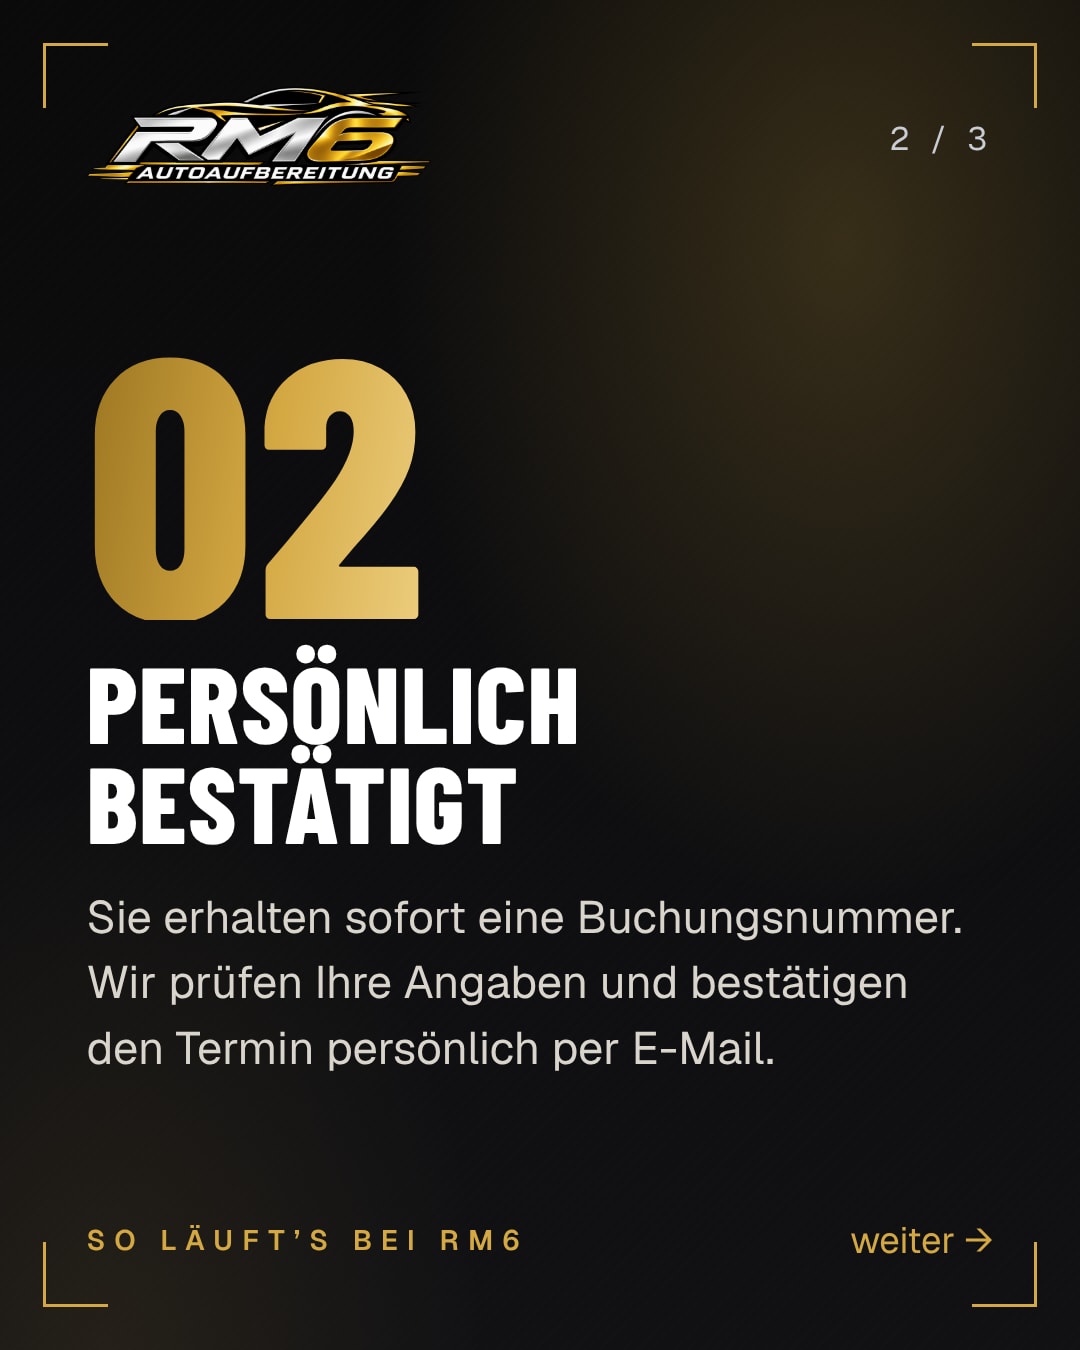 RM6
AUTOAUFBEREITUNG
2 / 3
02
PERSÖNLICH
BESTÄTIGT
Sie erhalten sofort eine Buchungsnummer.
Wir prüfen Ihre Angaben und bestätigen
den Termin persönlich per E-Mail.
SO LÄUFT’S BEI RM6
weiter →